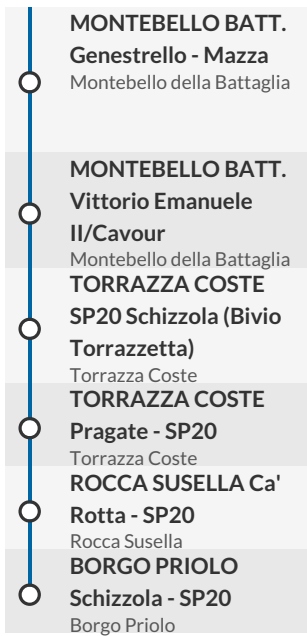 MONTEBELLO BATT.
Genestrello - Mazza
Montebello della Battaglia
MONTEBELLO BATT.
Vittorio Emanuele
II/Cavour
Montebello della Battaglia
TORRAZZA COSTE
SP20 Schizzola (Bivio
Torrazzetta)
Torrazza Coste
TORRAZZA COSTE
Pragate - SP20
Torrazza Coste
ROCCA SUSELLA Ca'
Rotta - SP20
Rocca Susella
BORGO PRIOLO
Schizzola - SP20
Borgo Priolo